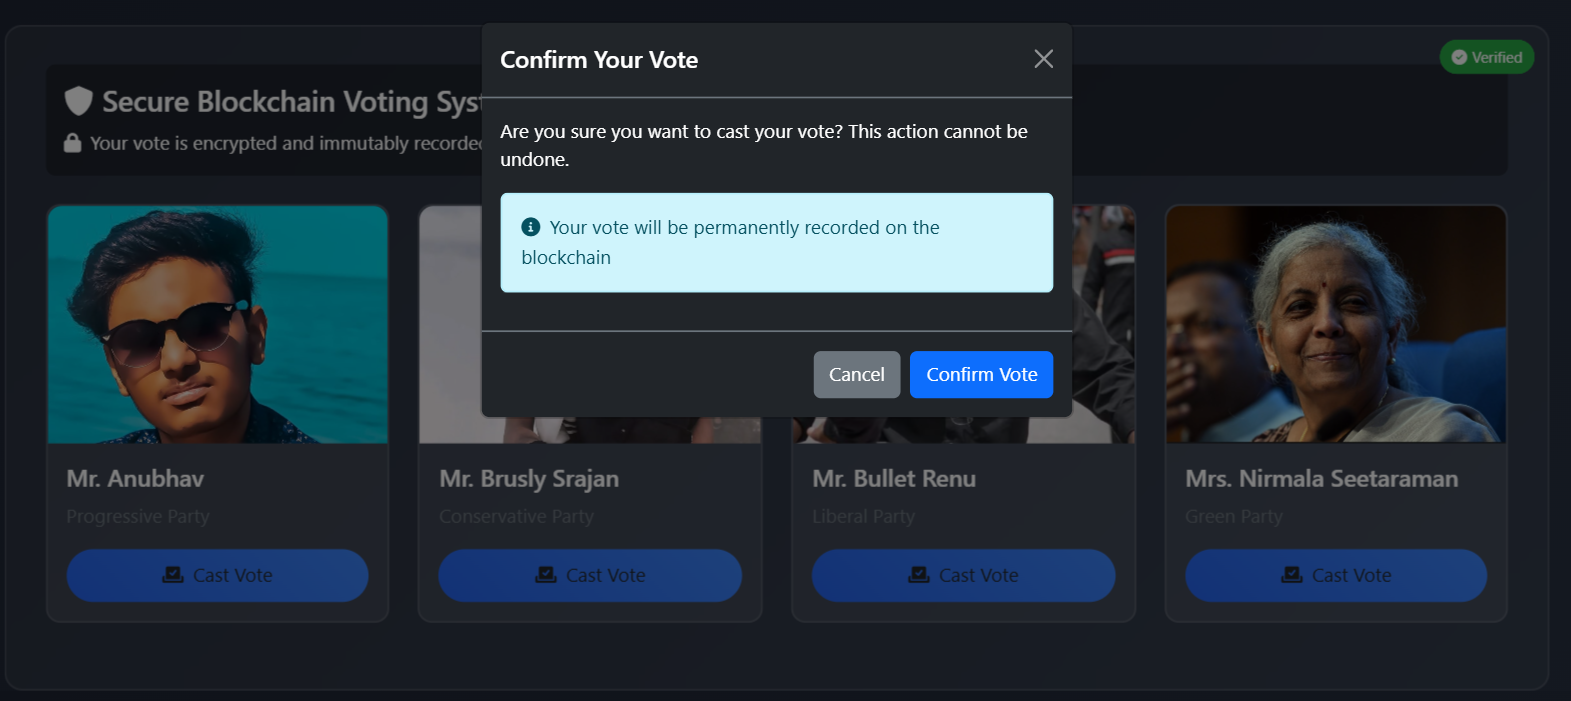 Confirm Your Vote
Verified
Secure Blockchain Voting
Your vote is encrypted and immutably
Are you sure you want to cast your vote? This action cannot be
undone.
Your vote will be permanently recorded on the
blockchain
Cancel
Confirm Vote
Mr. Anubhav
Progressive Party
Cast Vote
Mr. Brusly Srajan
Conservative Party
Cast Vote
Mr. Bullet Renu
Liberal Party
Cast Vote
Mrs. Nirmala Seetaraman
Green Party
Cast Vote